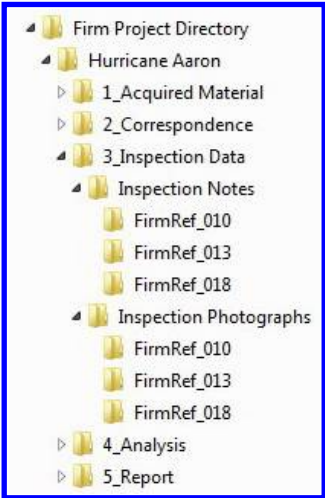 Firm Project Directory
Hurricane Aaron
1_Acquired Material
2_Correspondence
3_Inspection Data
Inspection Notes
FirmRef_010
FirmRef_013
FirmRef_018
Inspection Photographs
FirmRef_010
FirmRef_013
FirmRef_018
4_Analysis
5_Report